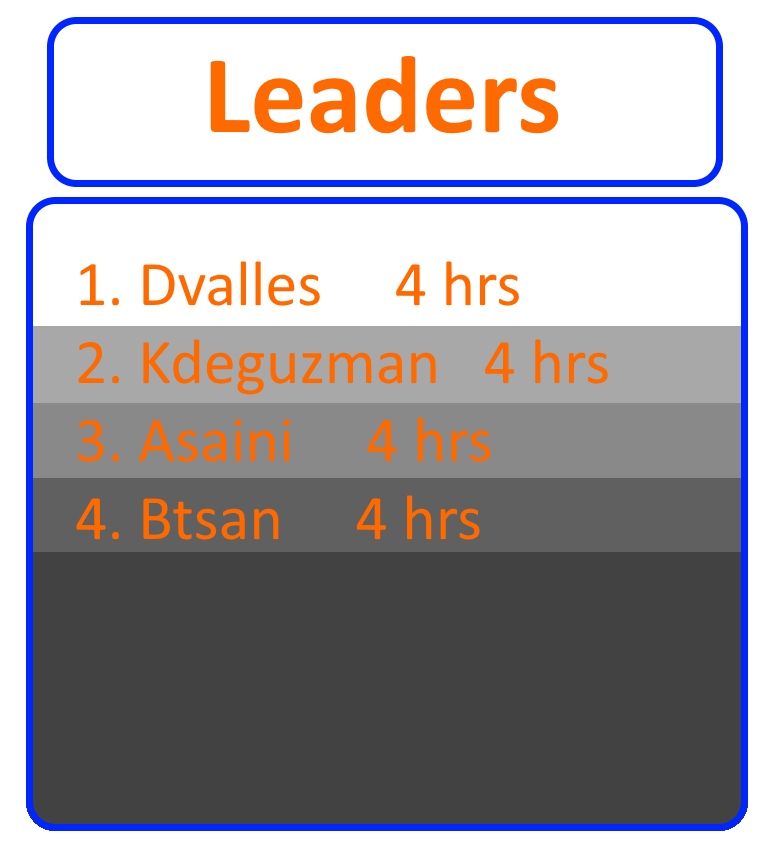 Leaders
1. Dvalles 4 hrs
2. Kdeguzman 4 hrs
3. Asaini 4 hrs
4. Btsan 4 hrs